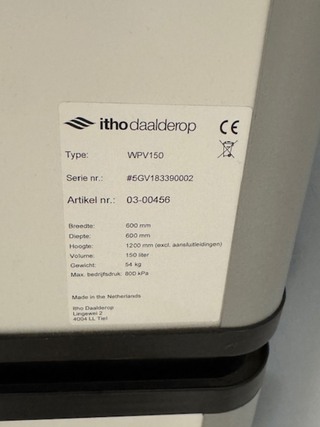 ithodaalderop CE
Type: WPV150
Serie nr.: #5GV183390002
Artikel nr.: 03-00456
Breedte: 600 mm
Diepte: 600 mm
Hoogte: 1200 mm (excl. aansluitleidingen)
Volume: 150 liter
Gewicht: 54 kg
Max. bedrijfsdruk: 800 kPa
Made in the Netherlands
Itho Daalderop
Lingewei 2
4004 LL Tiel